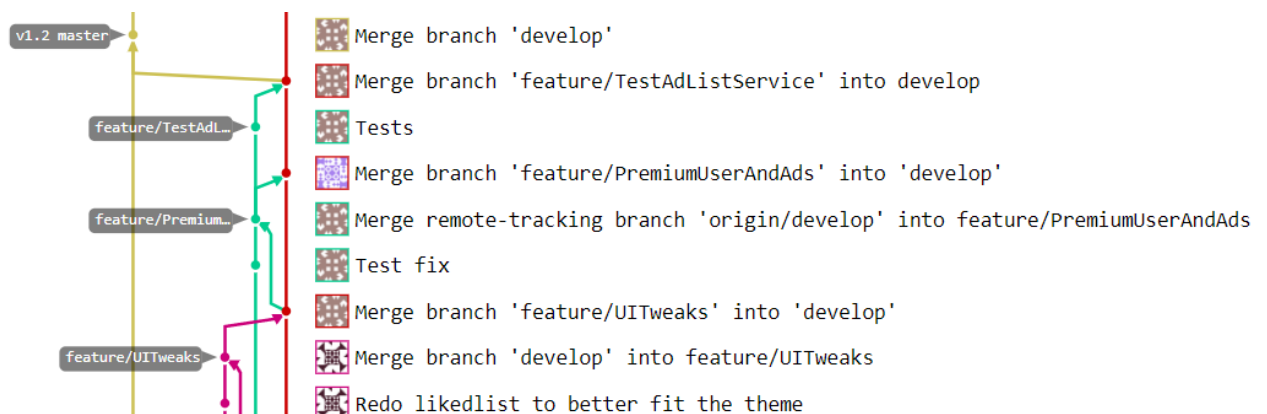 v1.2 master Merge branch 'develop'
Merge branch 'feature/TestAdListService' into develop
feature/TestAdL… Tests
Merge branch 'feature/PremiumUserAndAds' into 'develop'
feature/Premium… Merge remote-tracking branch 'origin/develop' into feature/PremiumUserAndAds
Test fix
Merge branch 'feature/UITweaks' into 'develop'
feature/UITweaks Merge branch 'develop' into feature/UITweaks
Redo likedlist to better fit the theme